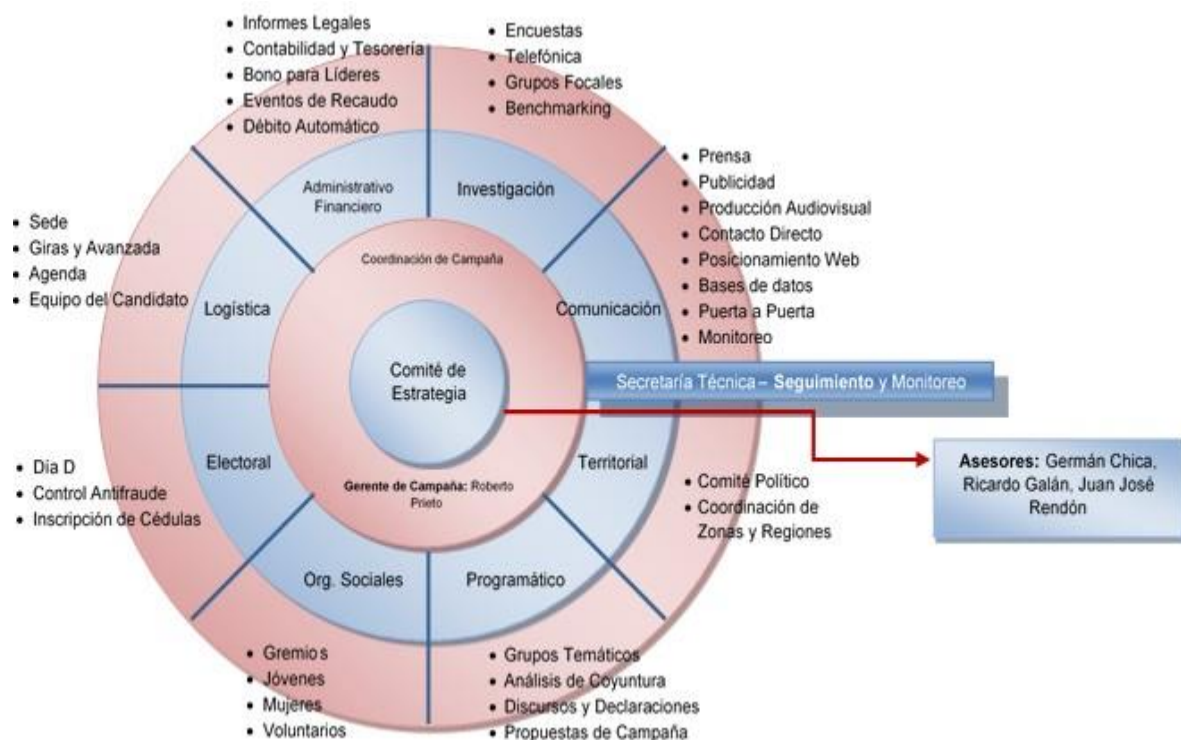 • Informes Legales
• Contabilidad y Tesorería
• Bono para Líderes
• Eventos de Recaudo
• Débito Automático
• Encuestas
• Telefónica
• Grupos Focales
• Benchmarking
• Prensa
• Publicidad
• Producción Audiovisual
• Contacto Directo
• Posicionamiento Web
• Bases de datos
• Puerta a Puerta
• Monitoreo
Administrativo
Financiero
Investigación
• Sede
• Giras y Avanzada
• Agenda
• Equipo del Candidato
Logística
Coordinación de Campaña
Comunicación
Comité de
Estrategia
Secretaría Técnica – Seguimiento y Monitoreo
Electoral
Territorial
Gerente de Campaña: Roberto
Prieto
• Día D
• Control Antifraude
• Inscripción de Cédulas
• Comité Político
• Coordinación de
Zonas y Regiones
Asesores: Germán Chica,
Ricardo Galán, Juan José
Rendón
Org. Sociales
Programático
• Gremios
• Jóvenes
• Mujeres
• Voluntarios
• Grupos Temáticos
• Análisis de Coyuntura
• Discursos y Declaraciones
• Propuestas de Campaña